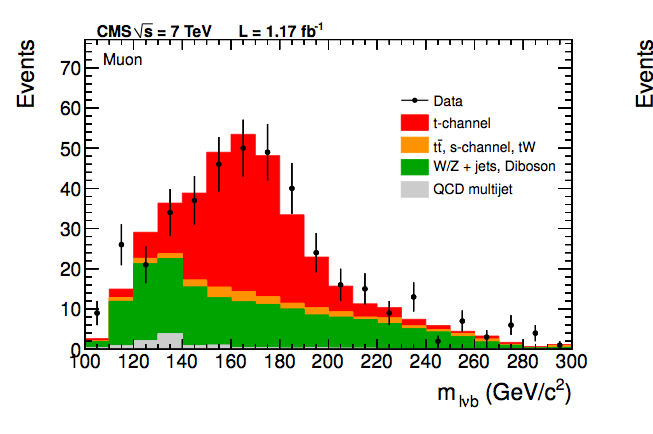 CMS √s = 7 TeV L = 1.17 fb⁻¹
Events
Muon
Data
t-channel
tt̄, s-channel, tW
W/Z + jets, Diboson
QCD multijet
70
60
50
40
30
20
10
0
100 120 140 160 180 200 220 240 260 280 300
m lνb (GeV/c²)
Events